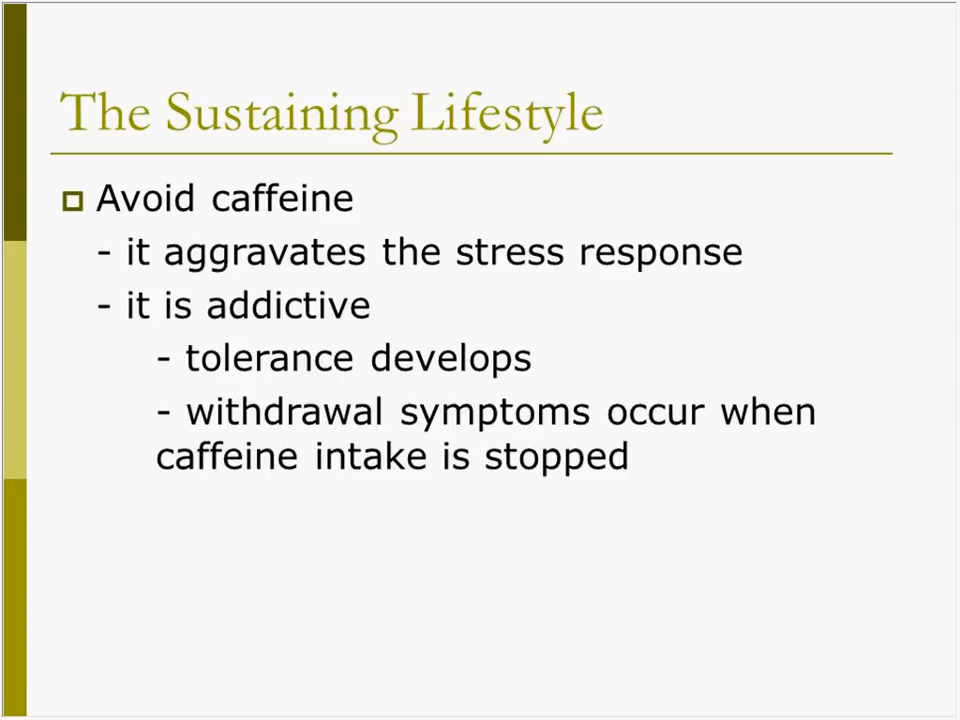 The Sustaining Lifestyle
Avoid caffeine
- it aggravates the stress response
- it is addictive
- tolerance develops
- withdrawal symptoms occur when
caffeine intake is stopped